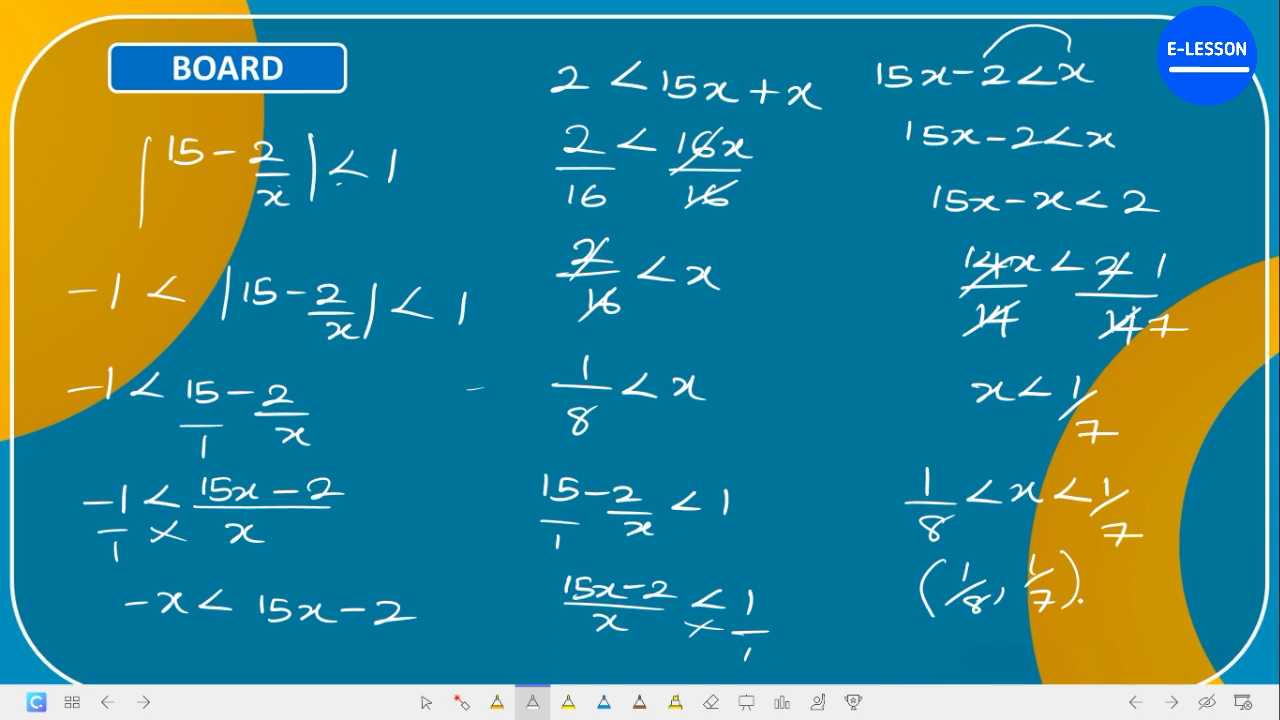 BOARD
E-LESSON
|15 - 2/x| < 1
-1 < |15 - 2/x| < 1
-1 < 15/1 - 2/x
-1/1 < (15x - 2)/x
-x < 15x - 2
2 < 15x + x
2/16 < 16x/16
2/16 < x
1/8 < x
15/1 - 2/x < 1
(15x - 2)/x < 1/1
15x - 2 < x
15x - 2 < x
15x - x < 2
14x/14 < 2/14 1/7
x < 1/7
1/8 < x < 1/7
(1/8, 1/7).